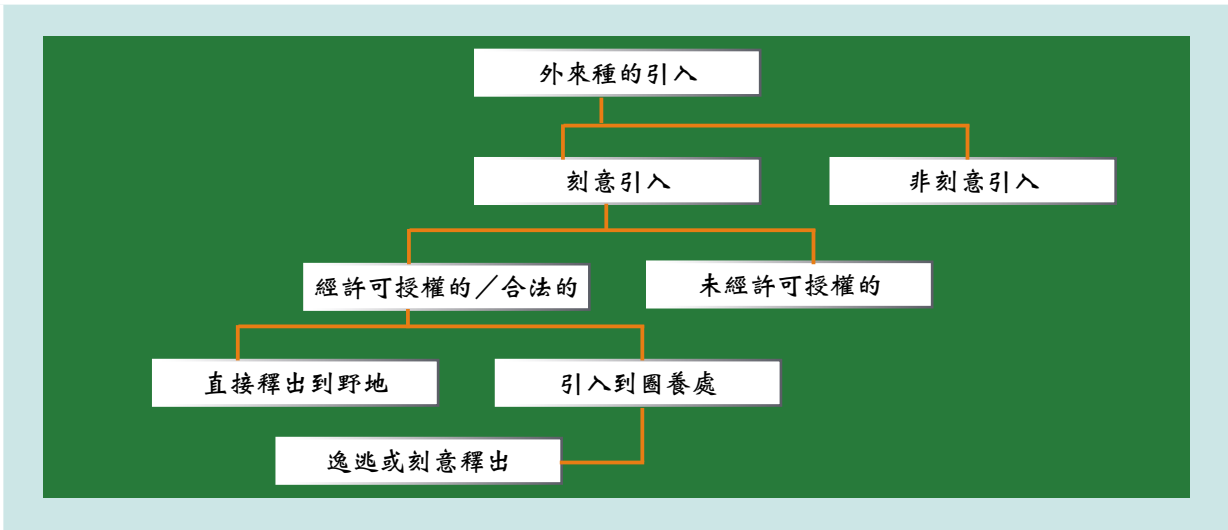 外來種的引入
刻意引入
非刻意引入
經許可授權的／合法的
未經許可授權的
直接釋出到野地
引入到圈養處
逸逃或刻意釋出